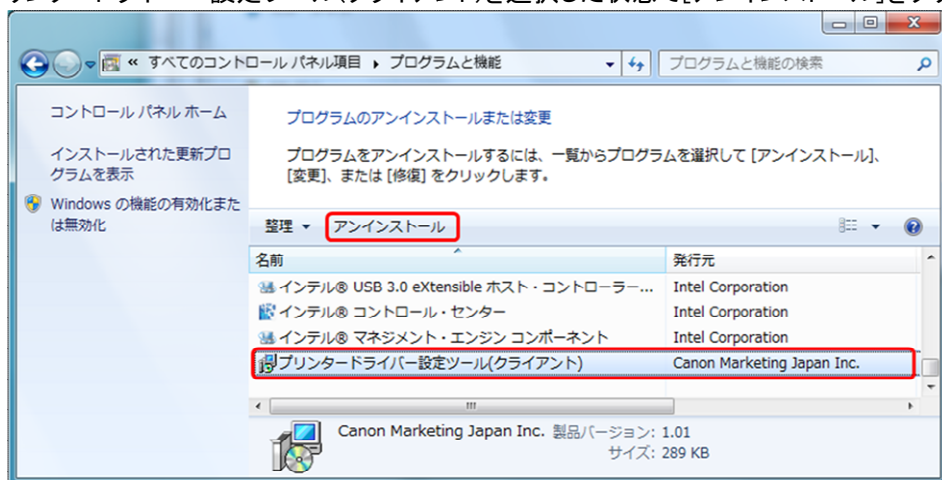 « すべてのコントロール パネル項目 ▸ プログラムと機能
プログラムと機能の検索
コントロール パネル ホーム
インストールされた更新プロ
グラムを表示
Windows の機能の有効化また
は無効化
プログラムのアンインストールまたは変更
プログラムをアンインストールするには、一覧からプログラムを選択して [アンインストール]、
[変更]、または [修復] をクリックします。
整理 ▼ アンインストール
名前 発行元
インテル® USB 3.0 eXtensible ホスト・コントローラー... Intel Corporation
インテル® コントロール・センター Intel Corporation
インテル® マネジメント・エンジン コンポーネント Intel Corporation
プリンタードライバー設定ツール(クライアント) Canon Marketing Japan Inc.
Canon Marketing Japan Inc. 製品バージョン: 1.01
サイズ: 289 KB